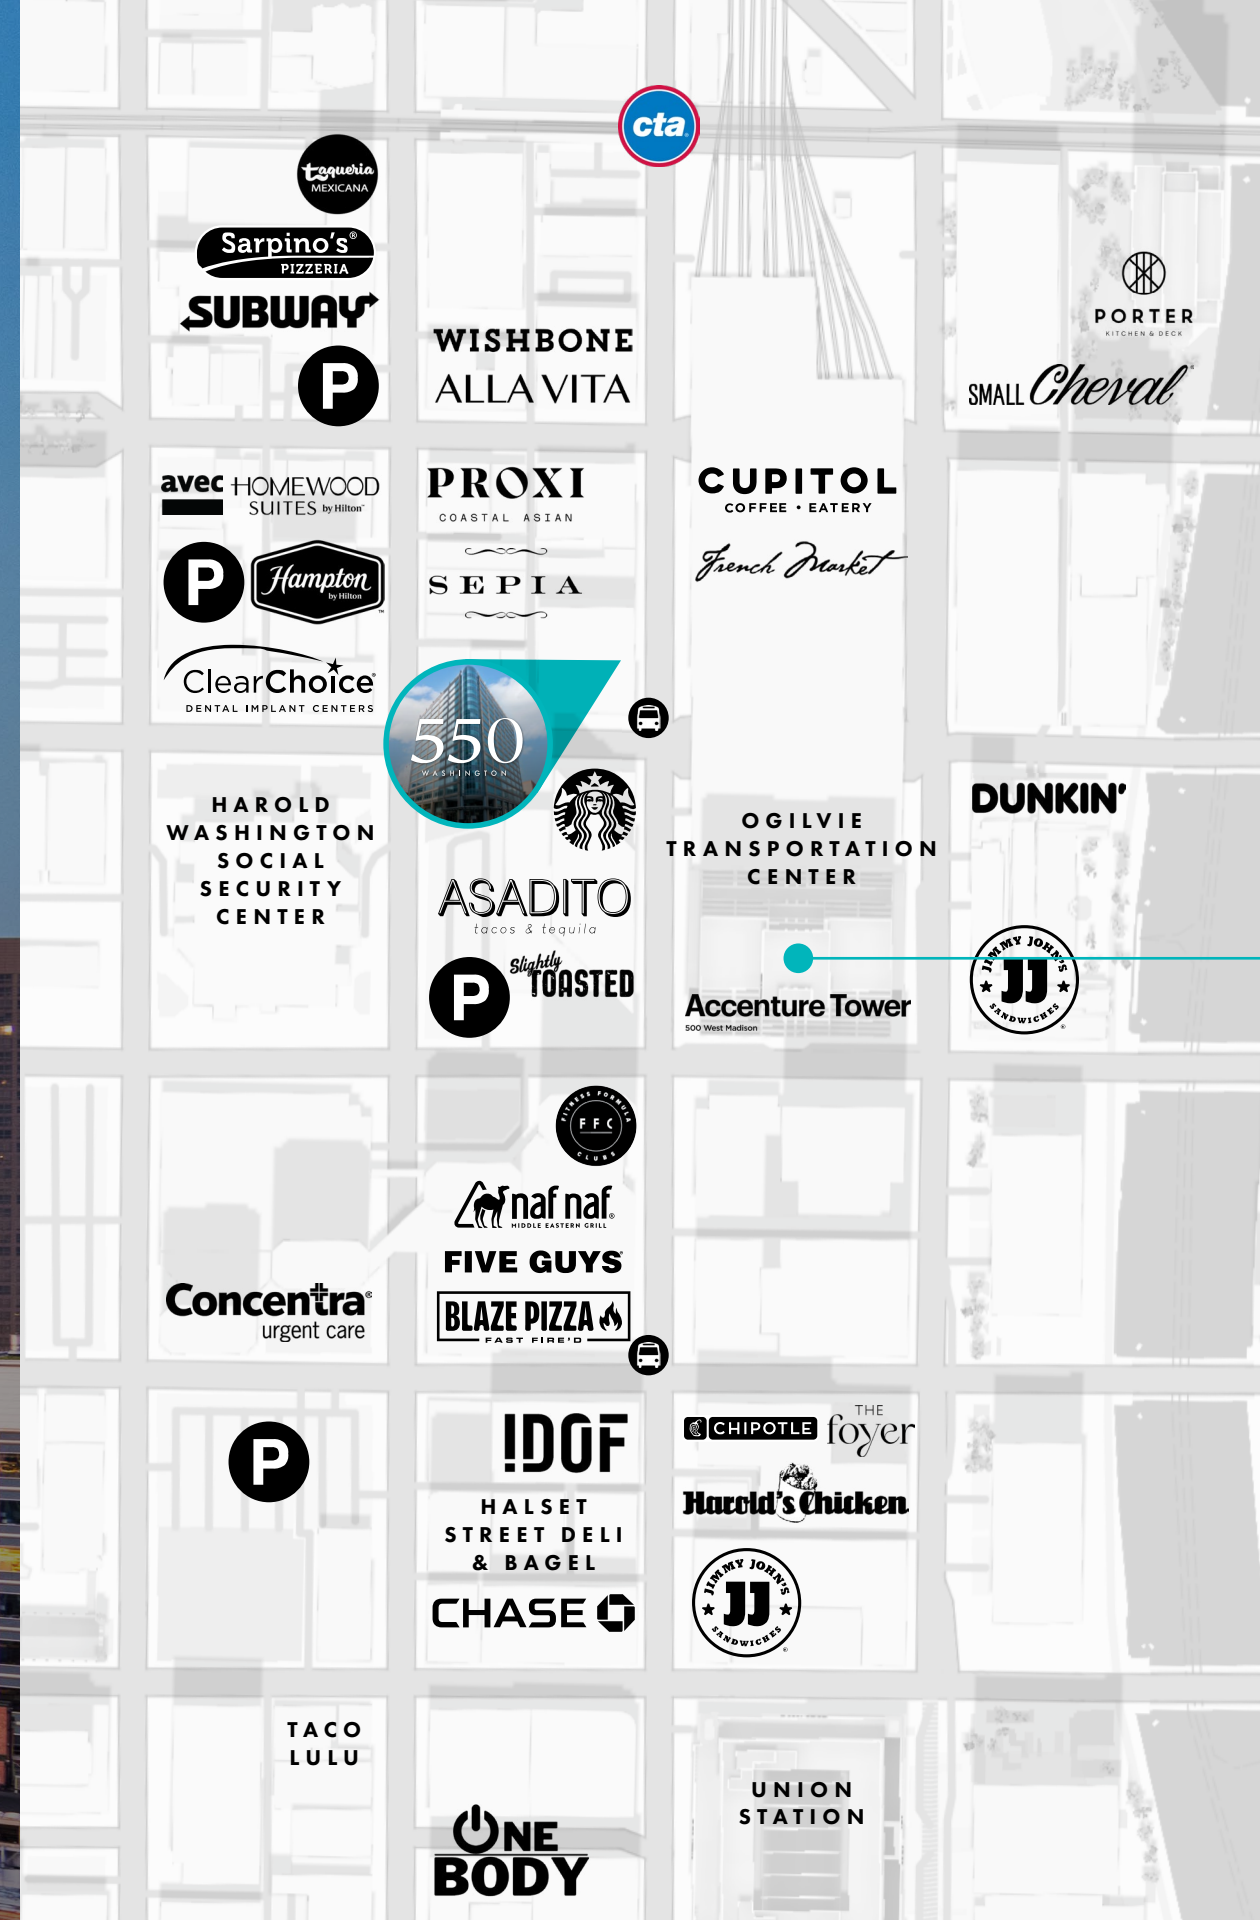 cta
taqueria
MEXICANA
Sarpino's®
PIZZERIA
SUBWAY
P
WISHBONE
ALLA VITA
PORTER
KITCHEN & DECK
SMALL Cheval
avec
HOMEWOOD
SUITES by Hilton™
P
Hampton
by Hilton
™
ClearChoice®
DENTAL IMPLANT CENTERS
PROXI
COASTAL ASIAN
SEPIA
CUPITOL
COFFEE • EATERY
French Market
550
WASHINGTON
HAROLD
WASHINGTON
SOCIAL
SECURITY
CENTER
ASADITO
tacos & tequila
P
Slightly
TOASTED
OGILVIE
TRANSPORTATION
CENTER
Accenture Tower
500 West Madison
DUNKIN'
JIMMY JOHN'S
JJ
SANDWICHES
®
FITNESS FORMULA
FFC
CLUBS
naf naf®
MIDDLE EASTERN GRILL
FIVE GUYS®
BLAZE PIZZA
FAST FIRE'D
Concentra®
urgent care
P
!DOF
HALSET
STREET DELI
& BAGEL
CHASE
CHIPOTLE
THE
foyer
Harold's Chicken
JIMMY JOHN'S
JJ
SANDWICHES
®
TACO
LULU
ONE
BODY
UNION
STATION